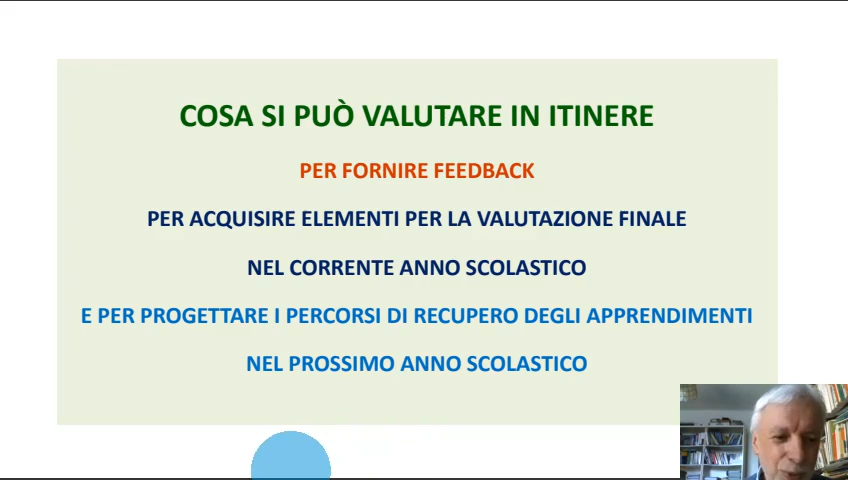 COSA SI PUÒ VALUTARE IN ITINERE
PER FORNIRE FEEDBACK
PER ACQUISIRE ELEMENTI PER LA VALUTAZIONE FINALE
NEL CORRENTE ANNO SCOLASTICO
E PER PROGETTARE I PERCORSI DI RECUPERO DEGLI APPRENDIMENTI
NEL PROSSIMO ANNO SCOLASTICO